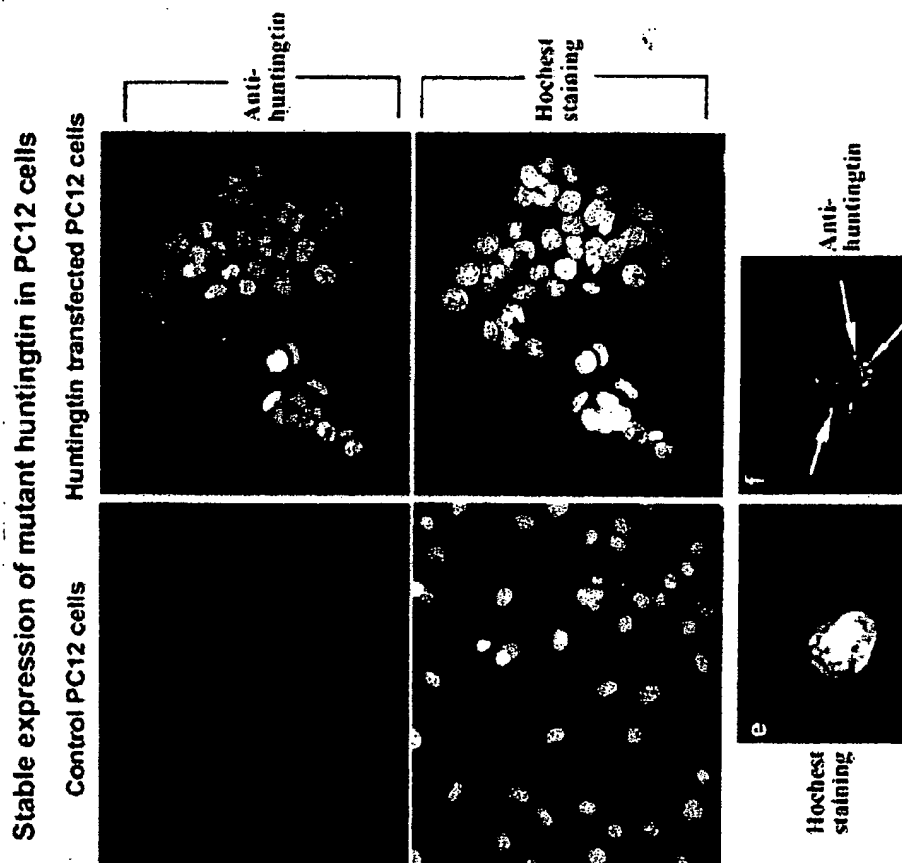 Stable expression of mutant huntingtin in PC12 cells
Control PC12 cells
Huntingtin transfected PC12 cells
Anti-
huntingtin
Hochest
staining
Hochest
staining
e
f
Anti-
huntingtin